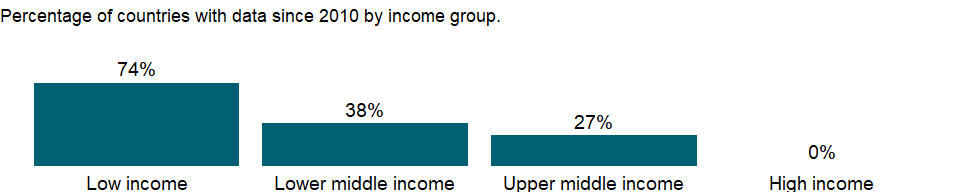 Percentage of countries with data since 2010 by income group.
74%
38%
27%
0%
Low income
Lower middle income
Upper middle income
High income